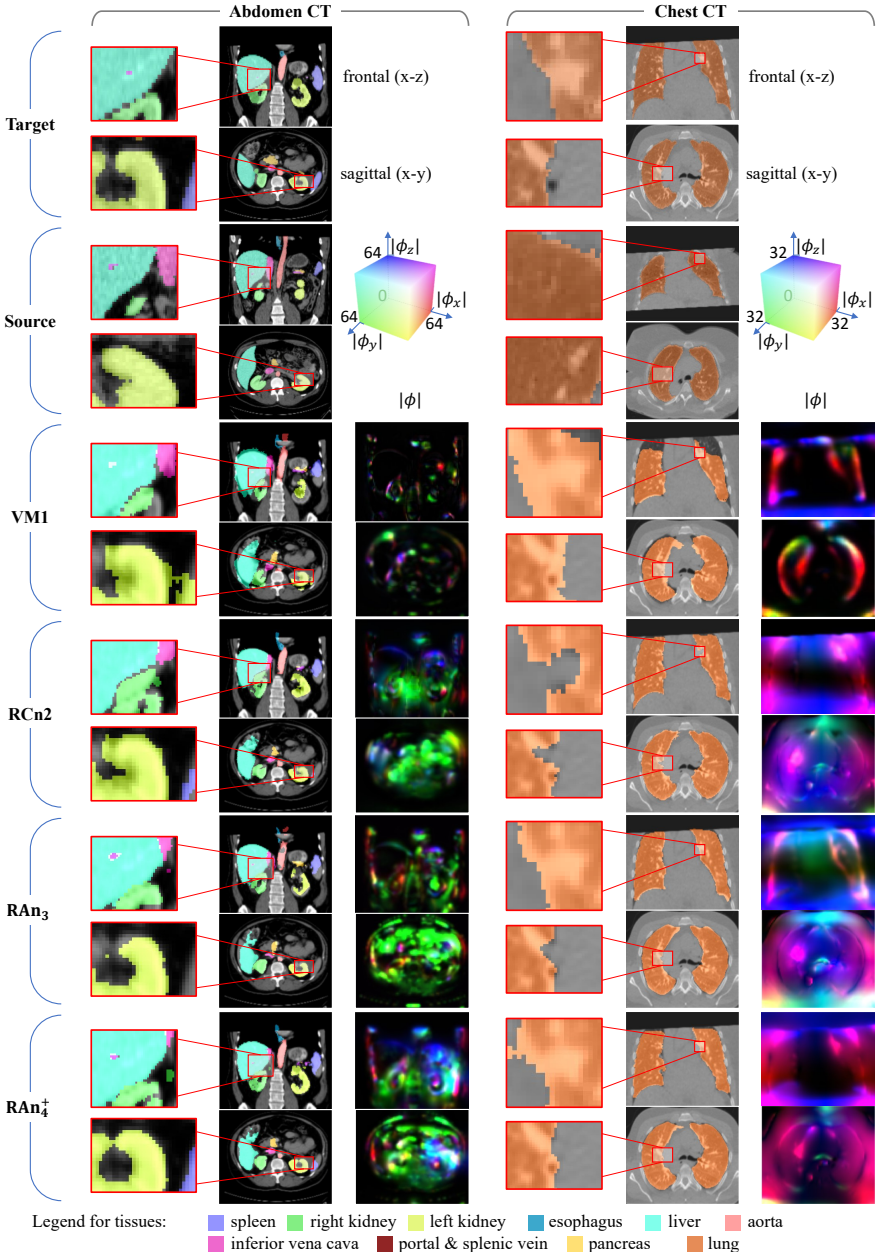 Abdomen CT
Chest CT
Target
frontal (x-z)
frontal (x-z)
sagittal (x-y)
sagittal (x-y)
Source
64
|ϕz|
0
|ϕx|
64
64
|ϕy|
|ϕ|
32
|ϕz|
0
|ϕx|
32
32
|ϕy|
|ϕ|
VM1
RCn2
RAn3
RAn4+
Legend for tissues:
spleen
right kidney
left kidney
esophagus
liver
aorta
inferior vena cava
portal & splenic vein
pancreas
lung